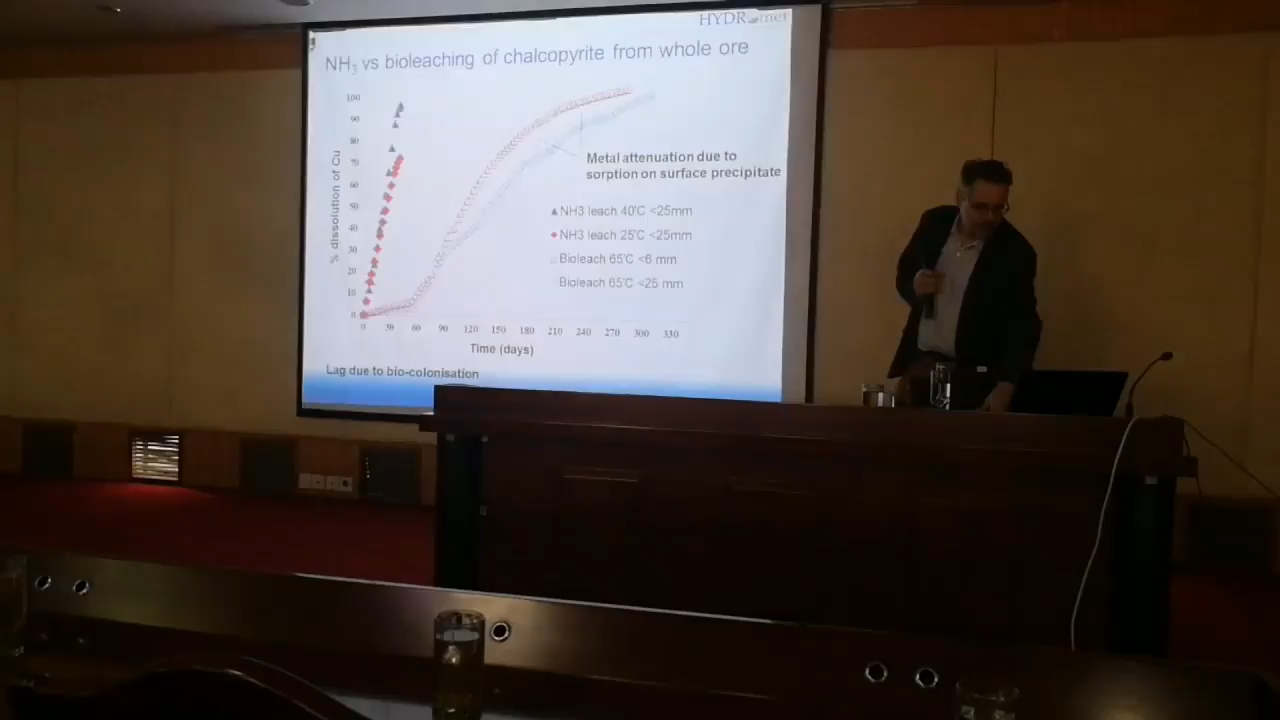 HYDRomet
NH3 vs bioleaching of chalcopyrite from whole ore
100
90
80
70
60
50
40
30
20
10
0
% dissolution of Cu
Metal attenuation due to
sorption on surface precipitate
NH3 leach 40°C <25mm
NH3 leach 25°C <25mm
Bioleach 65°C <6 mm
Bioleach 65°C <25 mm
0 30 60 90 120 150 180 210 240 270 300 330
Time (days)
Lag due to bio-colonisation